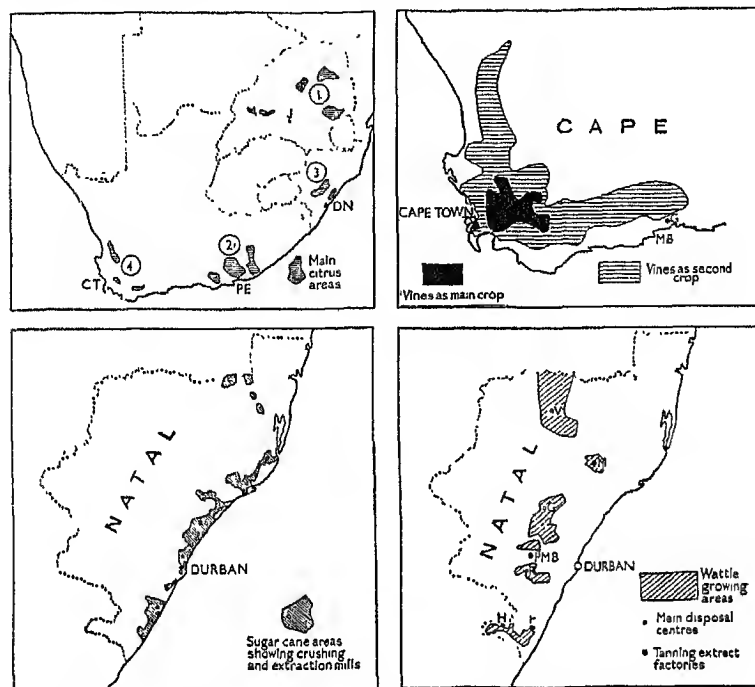 1
3
DN
2
4
CT
PE
Main
citrus
areas
CAPE
CAPE TOWN
MB
Vines as main crop
Vines as second
crop
NATAL
DURBAN
Sugar cane areas
showing crushing
and extraction mills
NATAL
V
M
PMB
DURBAN
H
Wattle
growing
areas
Main disposal
centres
Tanning extract
factories